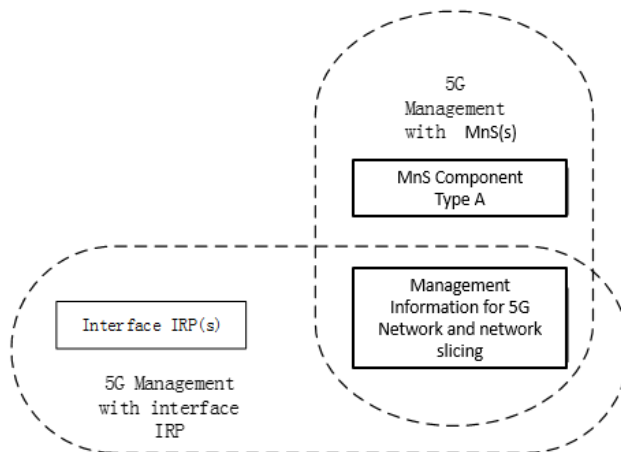 5G
Management
with MnS(s)
MnS Component
Type A
Management
Information for 5G
Network and network
slicing
Interface IRP(s)
5G Management
with interface
IRP